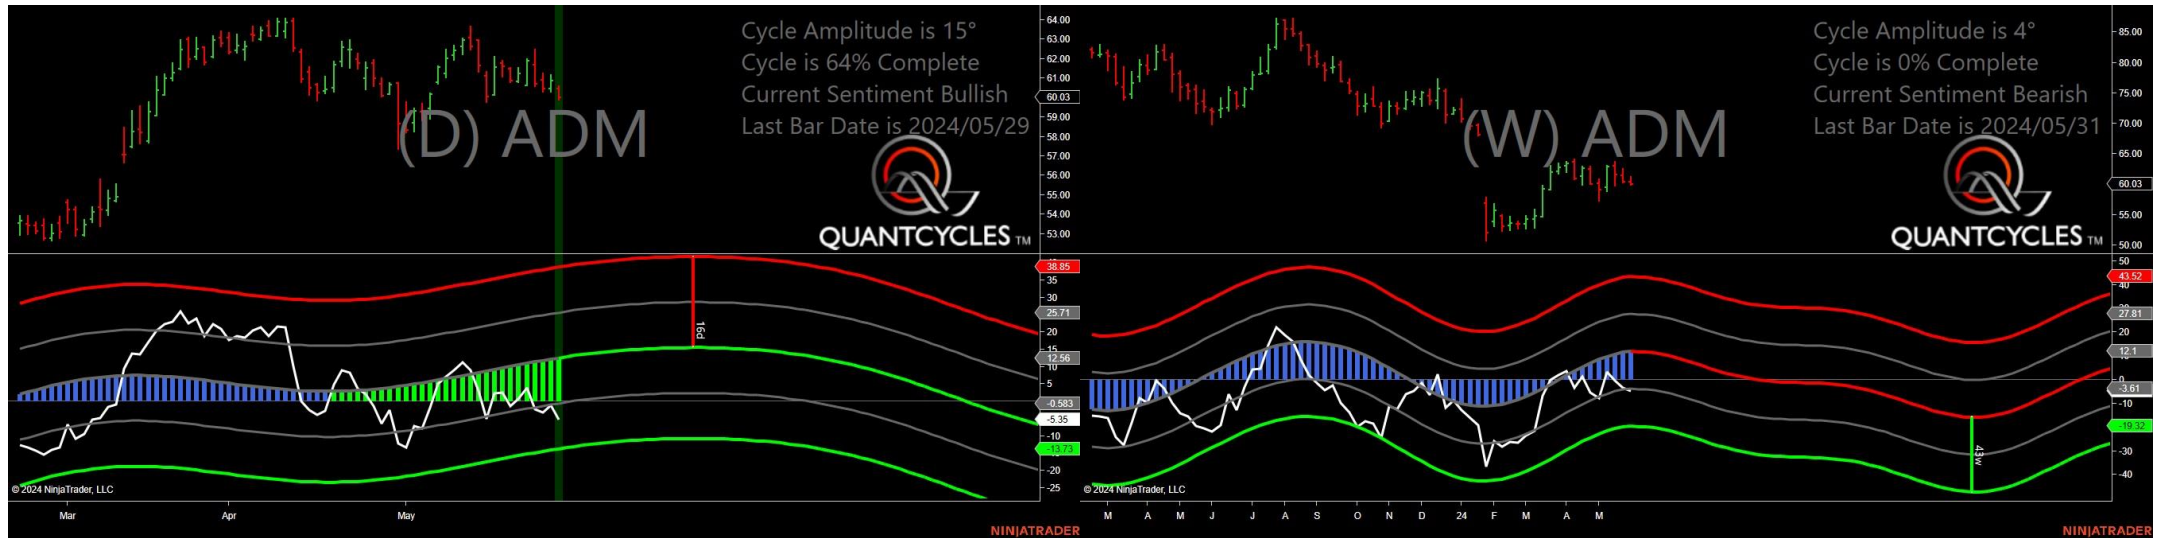 Cycle Amplitude is 15°
Cycle is 64% Complete
Current Sentiment Bullish
Last Bar Date is 2024/05/29
(D) ADM
QUANTCYCLES TM
64.00
63.00
62.00
61.00
60.03
59.00
58.00
57.00
56.00
55.00
54.00
53.00
38.85
35
30
25.71
20
15
12.56
10
5
-0.583
-5.35
-10
-13.73
-20
-25
16d
© 2024 NinjaTrader, LLC
Mar Apr May
NINJATRADER
Cycle Amplitude is 4°
Cycle is 0% Complete
Current Sentiment Bearish
Last Bar Date is 2024/05/31
(W) ADM
QUANTCYCLES TM
85.00
80.00
75.00
70.00
65.00
60.03
55.00
50.00
50
43.52
40
27.81
20
12.1
0
-3.61
-10
-19.32
-30
-40
43w
© 2024 NinjaTrader, LLC
M A M J J A S O N D 24 F M A M
NINJATRADER